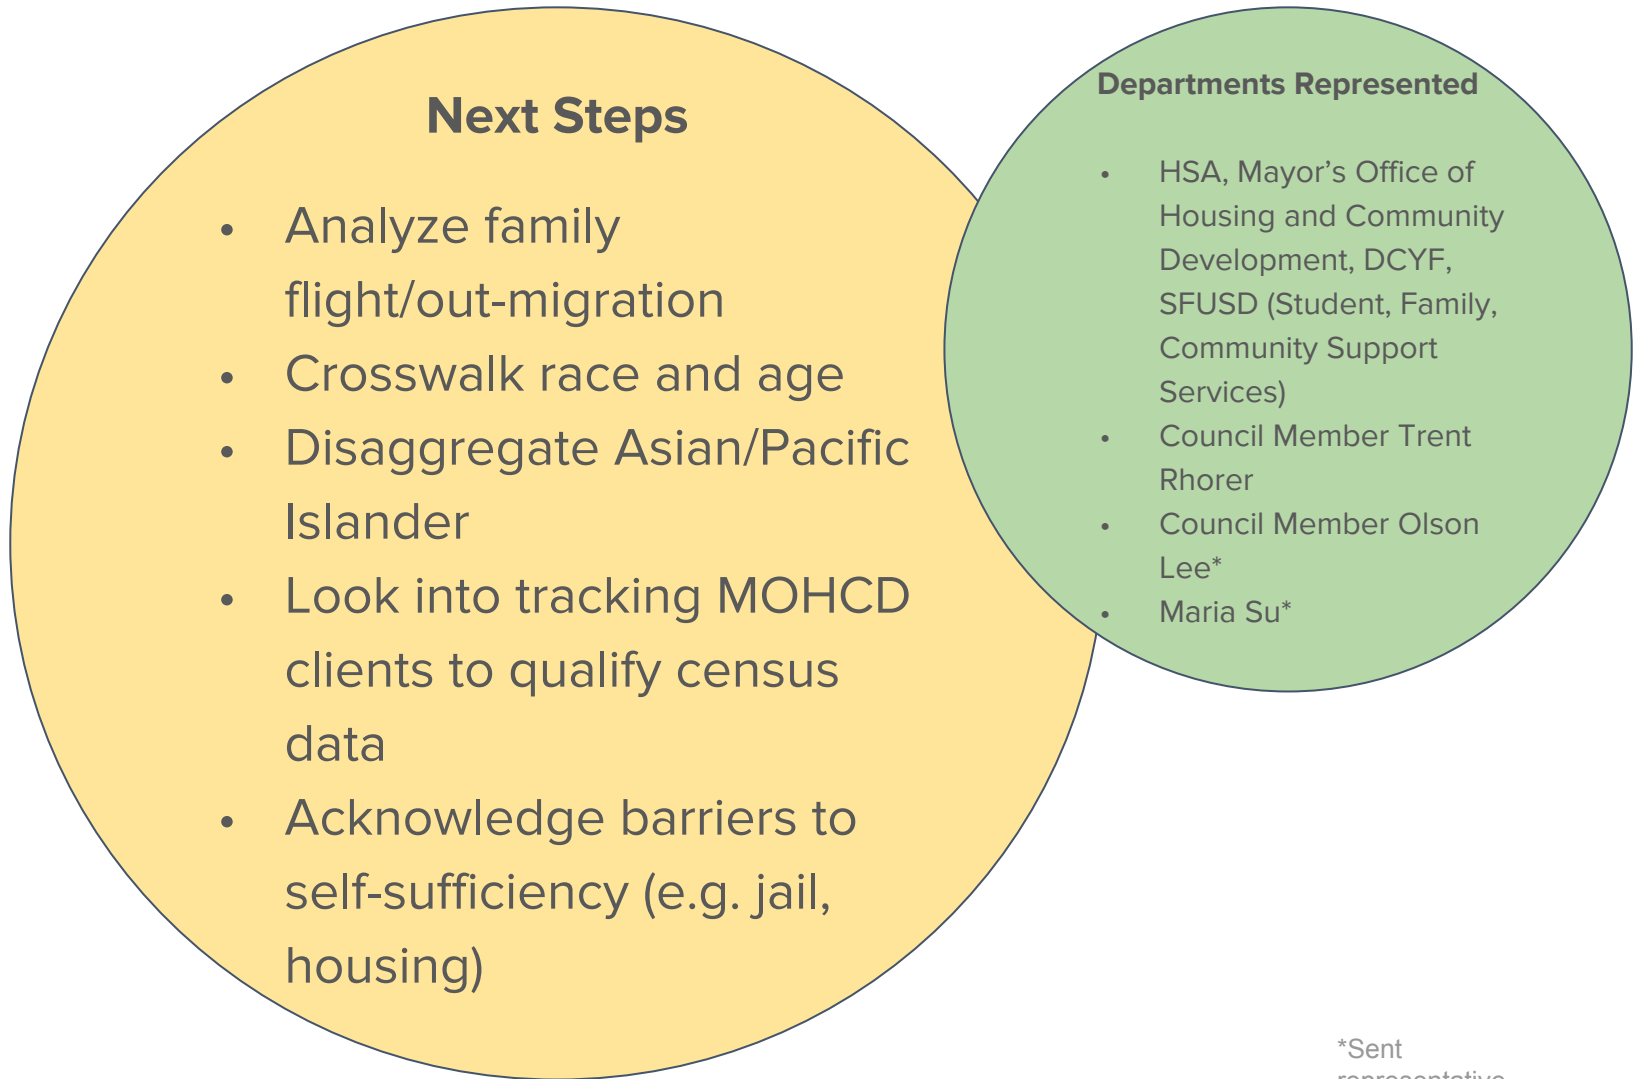 Next Steps
• Analyze family
flight/out-migration
• Crosswalk race and age
• Disaggregate Asian/Pacific
Islander
• Look into tracking MOHCD
clients to qualify census
data
• Acknowledge barriers to
self-sufficiency (e.g. jail,
housing)
Departments Represented
• HSA, Mayor’s Office of
Housing and Community
Development, DCYF,
SFUSD (Student, Family,
Community Support
Services)
• Council Member Trent
Rhorer
• Council Member Olson
Lee*
• Maria Su*
*Sent
representative